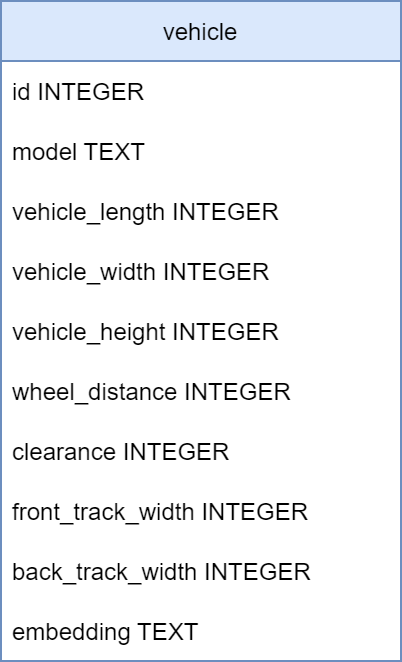 vehicle
id INTEGER
model TEXT
vehicle_length INTEGER
vehicle_width INTEGER
vehicle_height INTEGER
wheel_distance INTEGER
clearance INTEGER
front_track_width INTEGER
back_track_width INTEGER
embedding TEXT